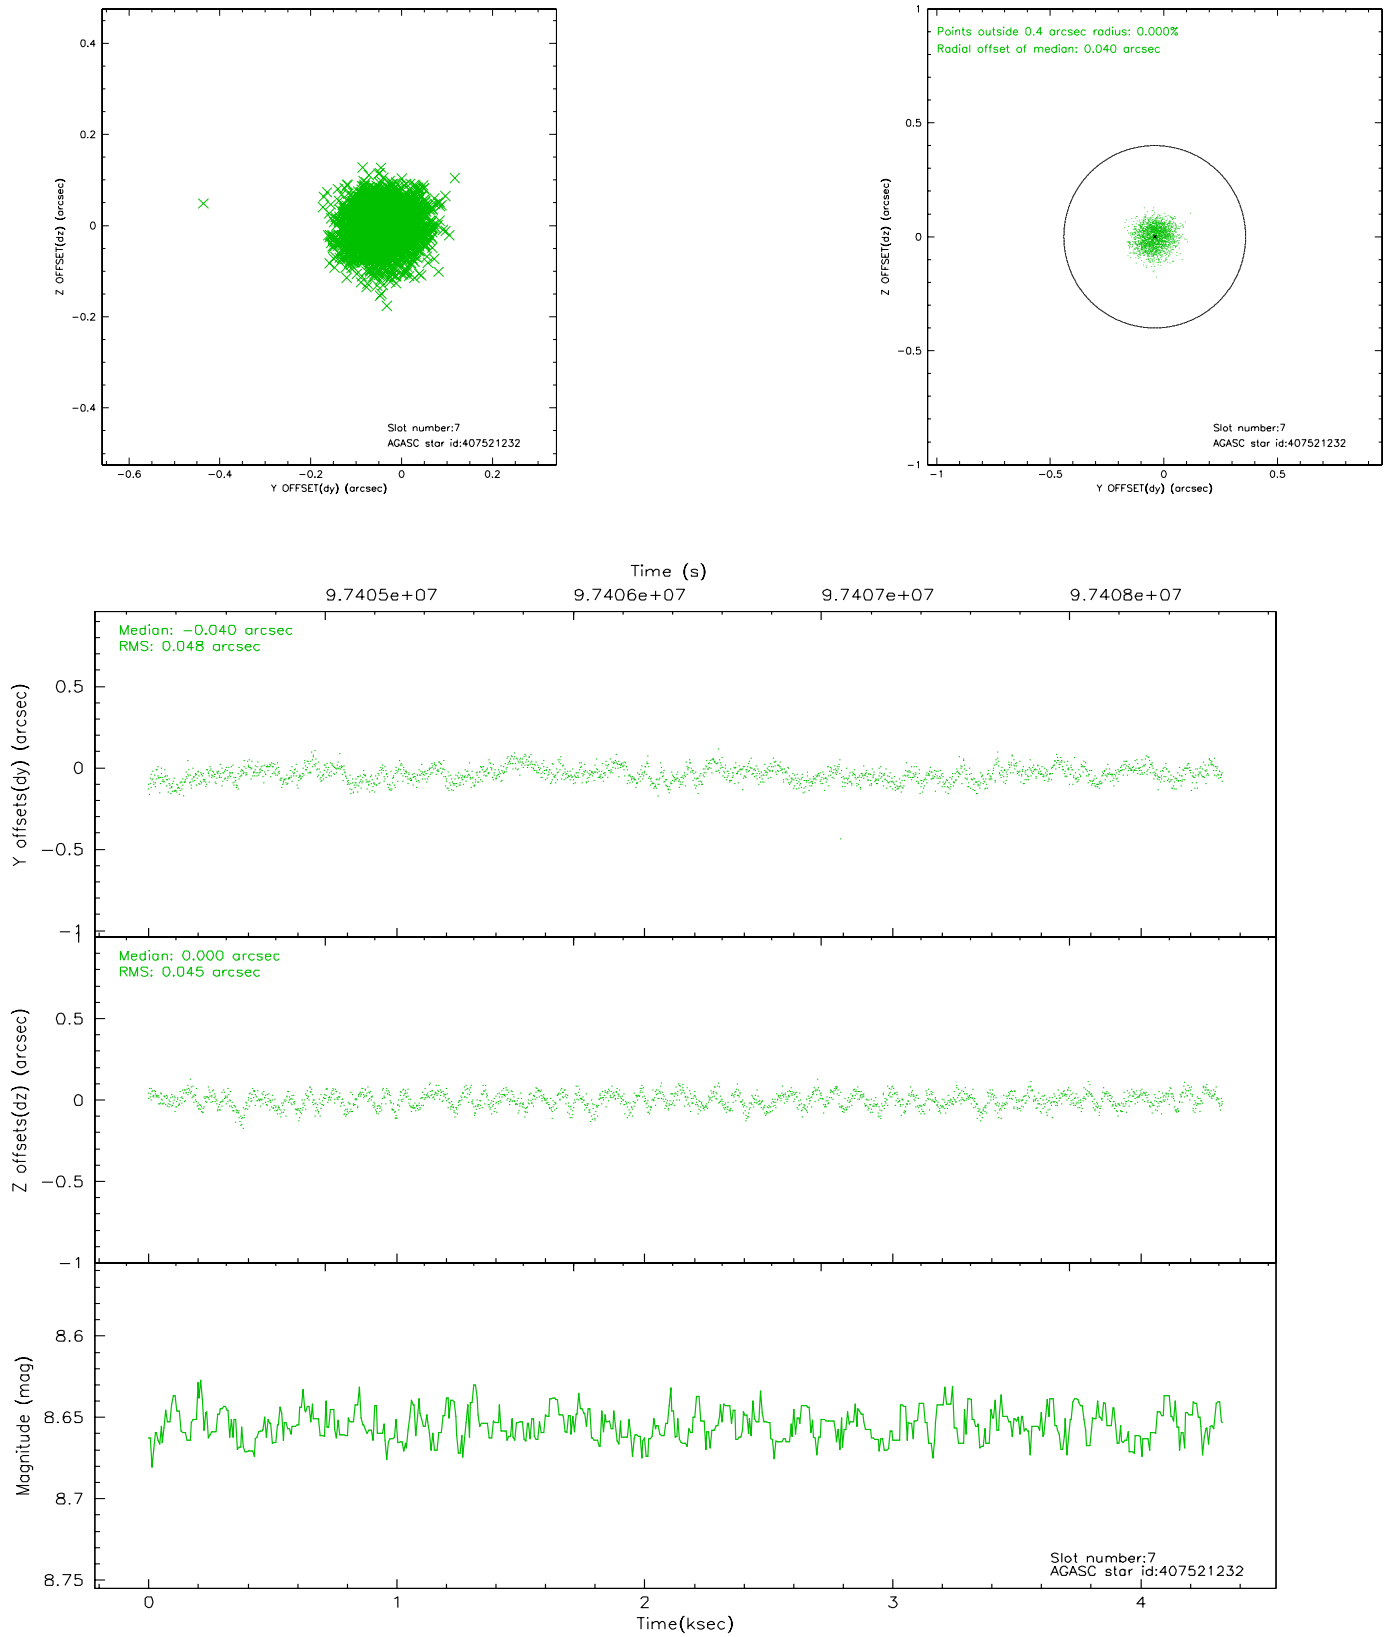 0.4
0.2
0
-0.2
-0.4
Z OFFSET(dz) (arcsec)
Slot number:7
AGASC star id:407521232
-0.6 -0.4 -0.2 0 0.2
Y OFFSET(dy) (arcsec)
Points outside 0.4 arcsec radius: 0.000%
Radial offset of median: 0.040 arcsec
1
0.5
0
-0.5
-1
Z OFFSET(dz) (arcsec)
Slot number:7
AGASC star id:407521232
-1 -0.5 0 0.5
Y OFFSET(dy) (arcsec)
Time (s)
9.7405e+07 9.7406e+07 9.7407e+07 9.7408e+07
Median: -0.040 arcsec
RMS: 0.048 arcsec
0.5
0
-0.5
-1
Y offsets(dy) (arcsec)
Median: 0.000 arcsec
RMS: 0.045 arcsec
1
0.5
0
-0.5
-1
Z offsets(dz) (arcsec)
8.6
8.65
8.7
8.75
Magnitude (mag)
Slot number:7
AGASC star id:407521232
0 1 2 3 4
Time(ksec)